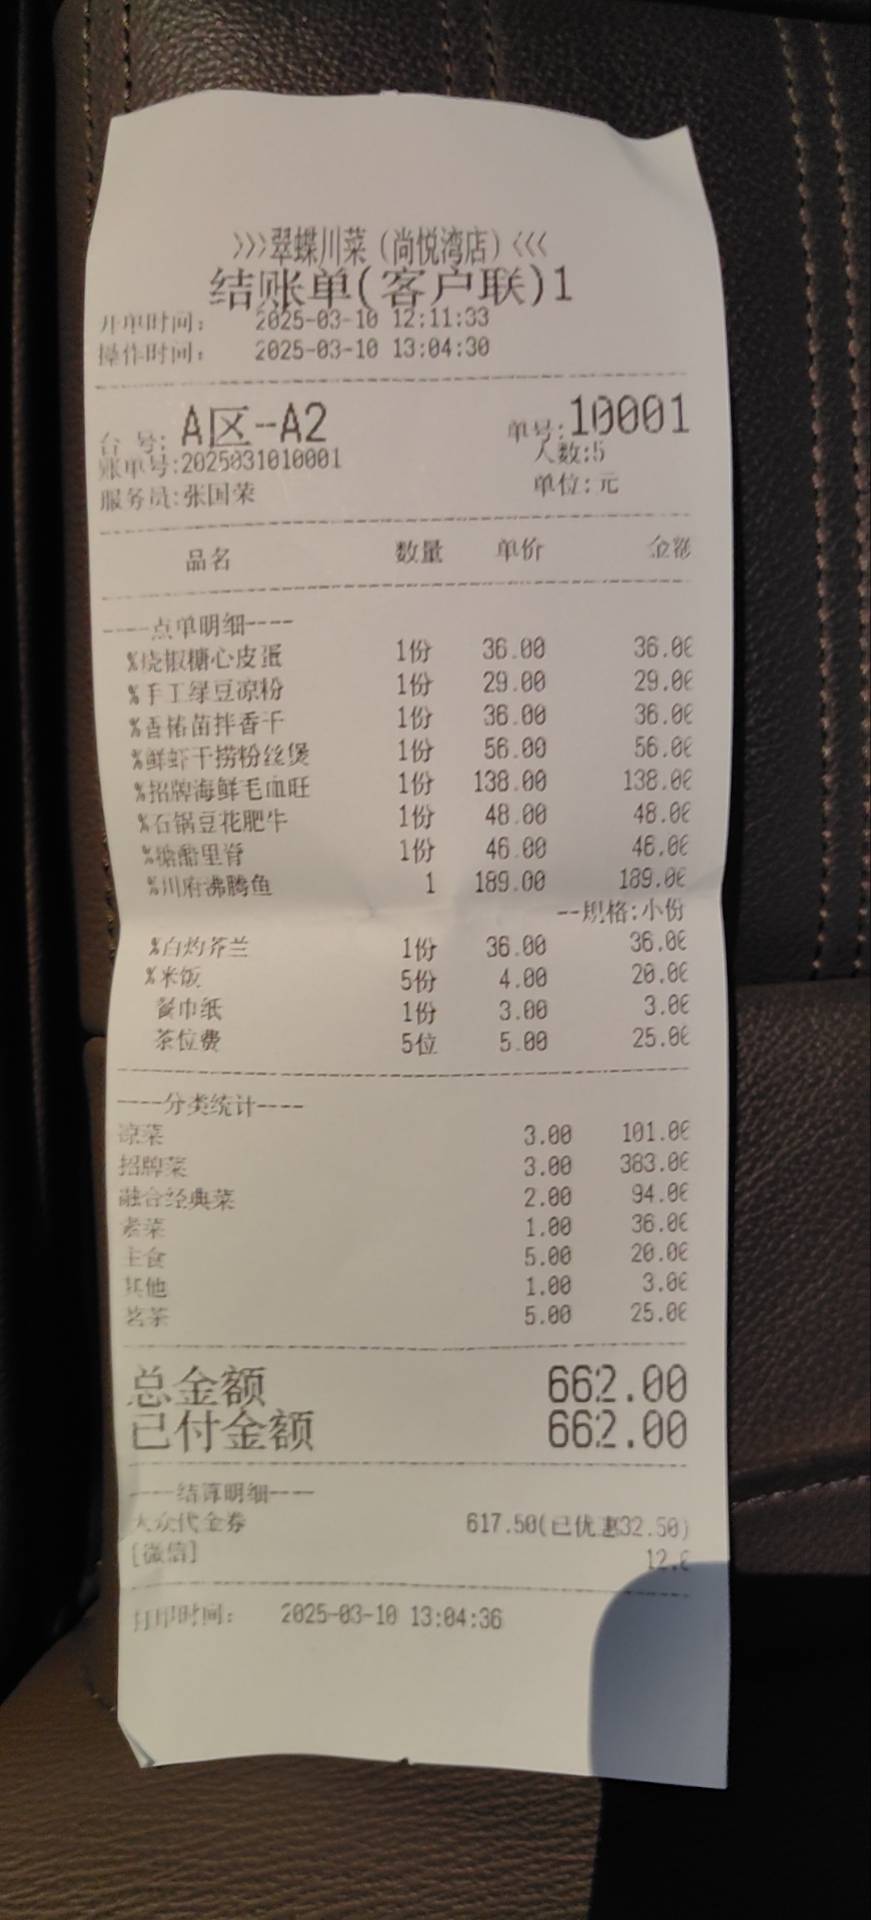 >>>翠蝶川菜（尚悦湾店）<<<
结账单(客户联)1
开单时间： 2025-03-10 12:11:33
操作时间： 2025-03-10 13:04:30
台 号: A区-A2 单号:10001
账单号:2025031010001 人数:5
服务员:张国荣 单位:元
品名 数量 单价 金额
----点单明细----
%烧椒糖心皮蛋 1份 36.00 36.00
%手工绿豆凉粉 1份 29.00 29.00
%香椿苗拌香干 1份 36.00 36.00
%鲜虾干捞粉丝煲 1份 56.00 56.00
%招牌海鲜毛血旺 1份 138.00 138.00
%石锅豆花肥牛 1份 48.00 48.00
%糖醋里脊 1份 46.00 46.00
%川府沸腾鱼 1 189.00 189.00
--规格:小份
%白灼芥兰 1份 36.00 36.00
%米饭 5份 4.00 20.00
餐巾纸 1份 3.00 3.00
茶位费 5位 5.00 25.00
----分类统计----
凉菜 3.00 101.00
招牌菜 3.00 383.00
融合经典菜 2.00 94.00
素菜 1.00 36.00
主食 5.00 20.00
其他 1.00 3.00
茗茶 5.00 25.00
总金额 662.00
已付金额 662.00
----结算明细----
大众代金券 617.50(已优惠32.50)
[微信] 12.0
打印时间： 2025-03-10 13:04:36